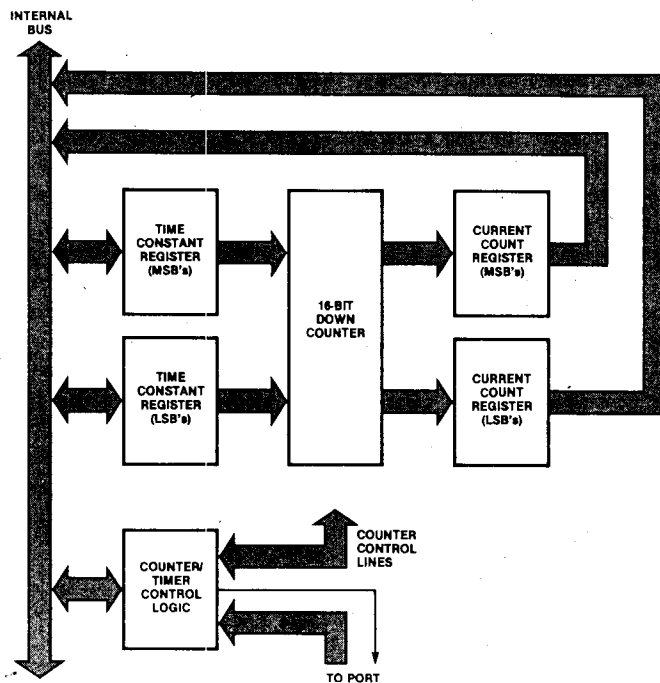 INTERNAL
BUS
TIME
CONSTANT
REGISTER
(MSB's)
16-BIT
DOWN
COUNTER
CURRENT
COUNT
REGISTER
(MSB's)
TIME
CONSTANT
REGISTER
(LSB's)
CURRENT
COUNT
REGISTER
(LSB's)
COUNTER/
TIMER
CONTROL
LOGIC
COUNTER
CONTROL
LINES
TO PORT